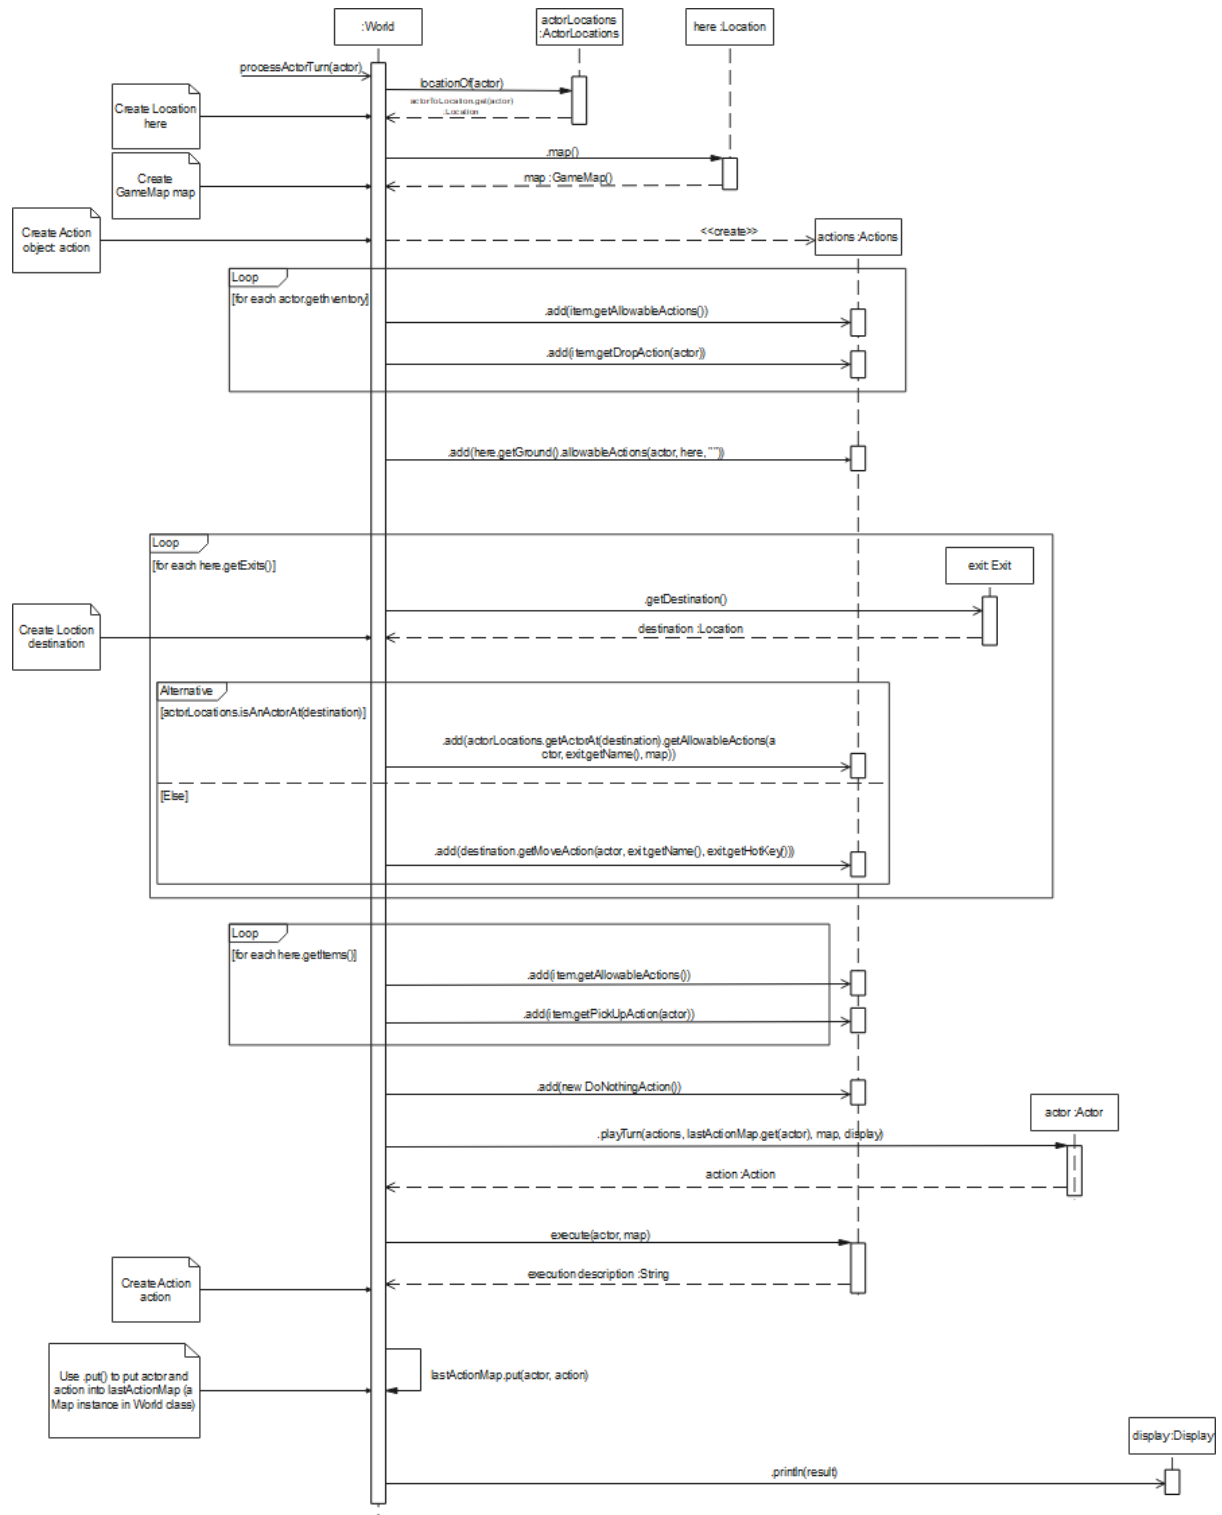 :World
actorLocations
:ActorLocations
here :Location
processActorTurn(actor)
locationOf(actor)
actorToLocation.get(actor)
:Location
Create Location
here
.map()
map :GameMap()
Create
GameMap map
Create Action
object: action
<<create>>
actions :Actions
Loop
[for each actor.getInventory]
.add(item.getAllowableActions())
.add(item.getDropAction(actor))
.add(here.getGround().allowableActions(actor, here, ""))
Loop
[for each here.getExits()]
exit: Exit
.getDestination()
destination :Location
Create Loction
destination
Alternative
[actorLocations.isAnActorAt(destination)]
.add(actorLocations.getActorAt(destination).getAllowableActions(a
ctor, exit.getName(), map))
[Else]
.add(destination.getMoveAction(actor, exit.getName(), exit.getHotKey()))
Loop
[for each here.getItems()]
.add(item.getAllowableActions())
.add(item.getPickUpAction(actor))
.add(new DoNothingAction())
actor :Actor
.playTurn(actions, lastActionMap.get(actor), map, display)
action :Action
execute(actor, map)
execution description :String
Create Action
action
Use .put() to put actor and
action into lastActionMap (a
Map instance in World class)
lastActionMap.put(actor, action)
display:Display
.println(result)